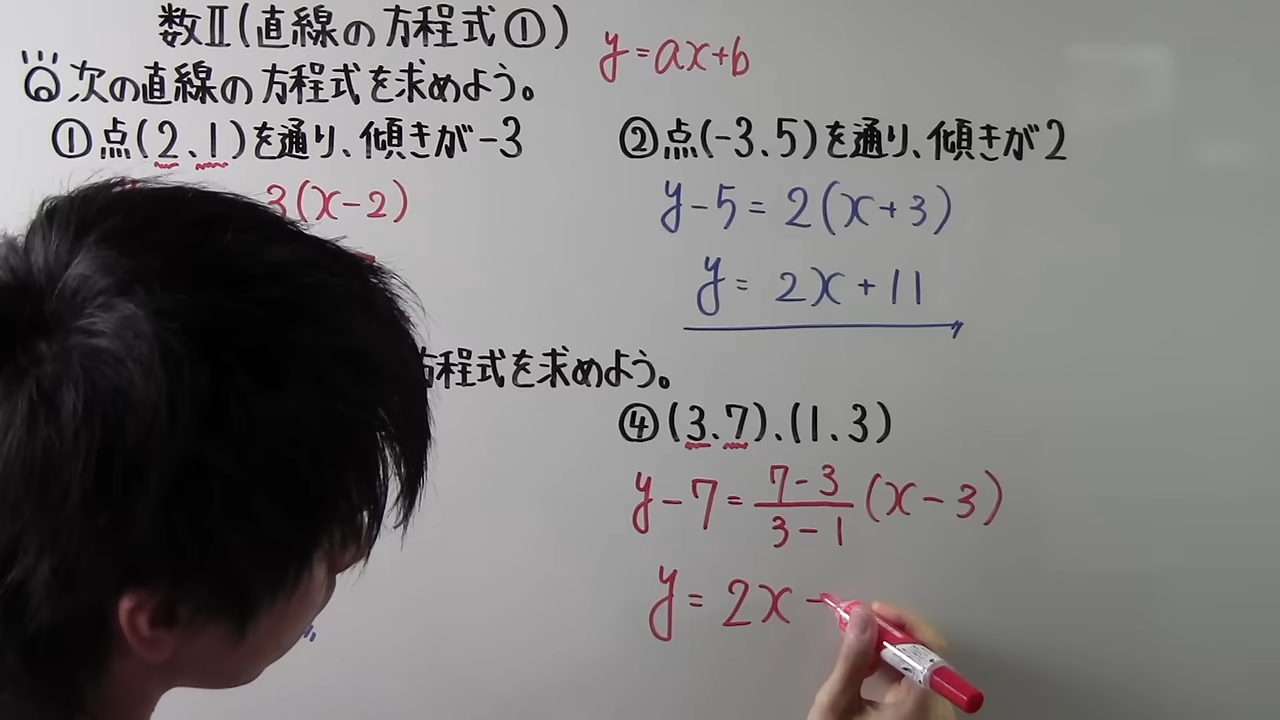 数Ⅱ(直線の方程式①)
y=ax+b
◎次の直線の方程式を求めよう。
①点(2、1)を通り、傾きが-3
3(x-2)
②点(-3、5)を通り、傾きが2
y-5=2(x+3)
y=2x+11
方程式を求めよう。
④(3、7)、(1、3)
y-7=\frac{7-3}{3-1}(x-3)
y=2x-